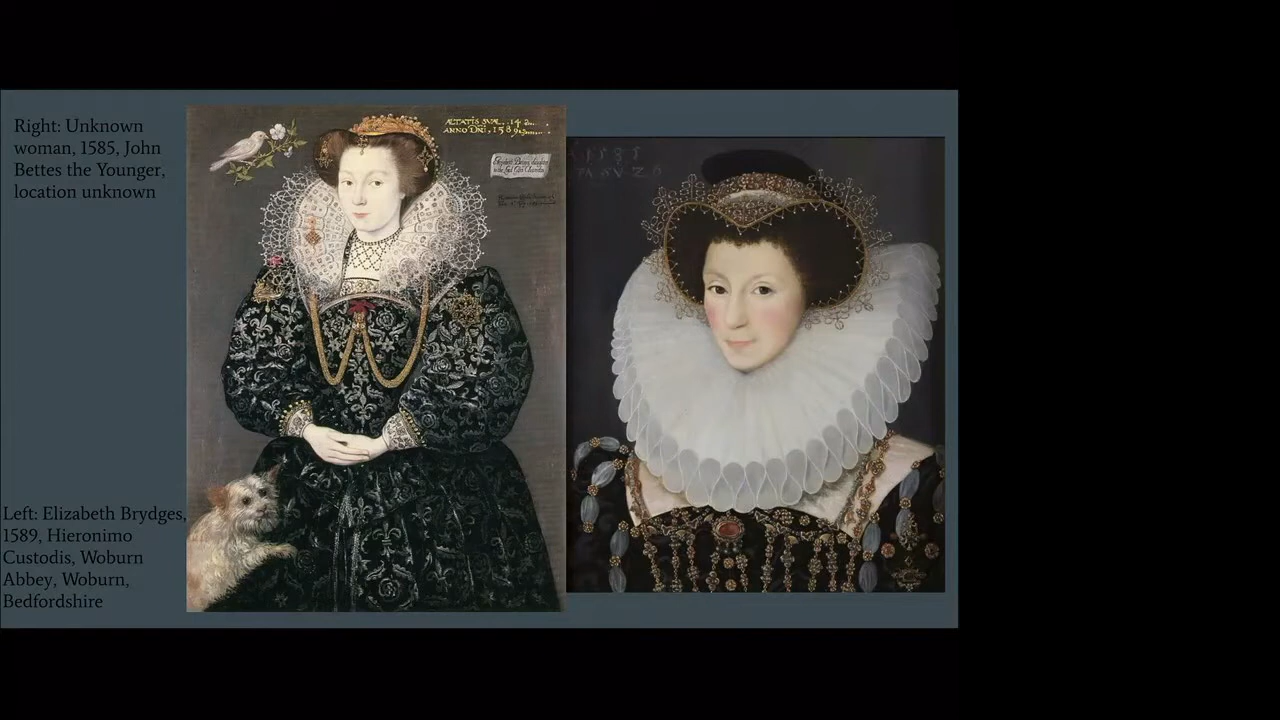 Right: Unknown
woman, 1585, John
Bettes the Younger,
location unknown
Left: Elizabeth Brydges,
1589, Hieronimo
Custodis, Woburn
Abbey, Woburn,
Bedfordshire
ÆTATIS SVÆ. 14
ANNO DNI. 1589
1585